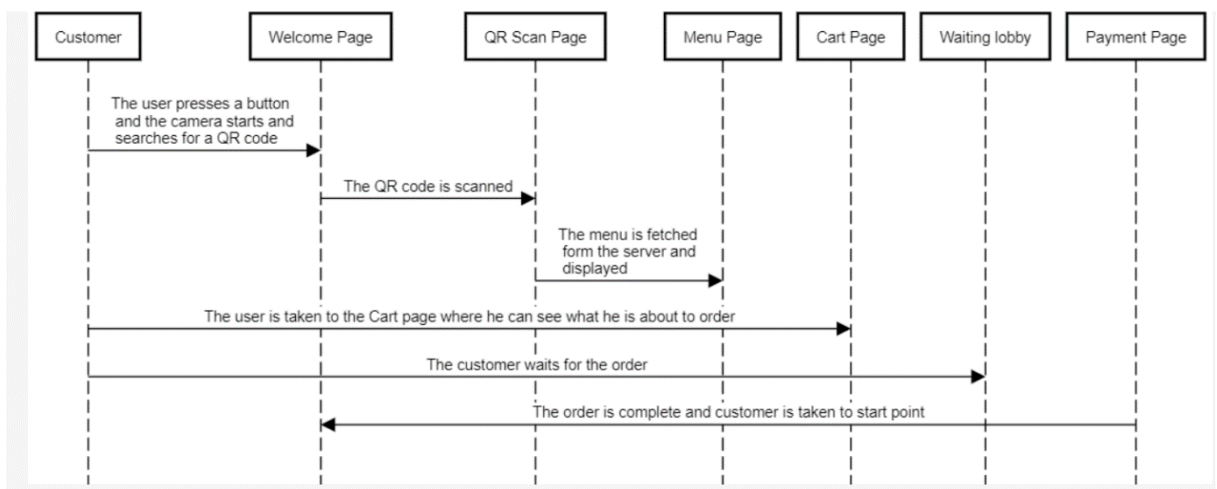 Customer
Welcome Page
QR Scan Page
Menu Page
Cart Page
Waiting lobby
Payment Page
The user presses a button
and the camera starts and
searches for a QR code
The QR code is scanned
The menu is fetched
form the server and
displayed
The user is taken to the Cart page where he can see what he is about to order
The customer waits for the order
The order is complete and customer is taken to start point